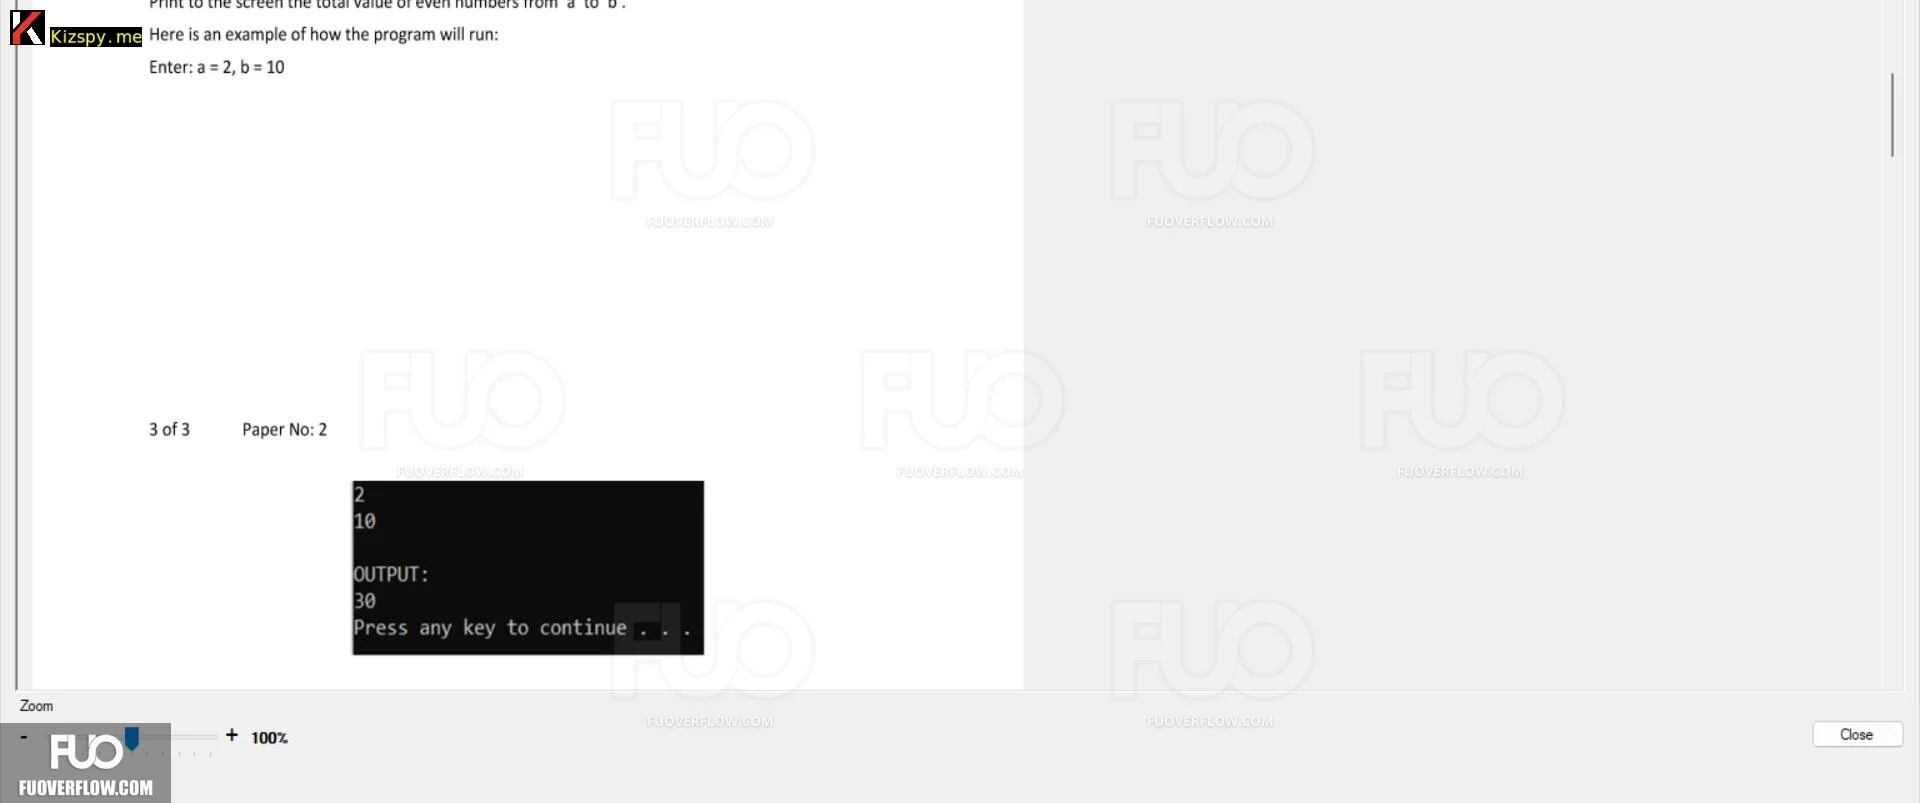 Print to the screen the total value of even numbers from 'a' to 'b'.
Kizspy.me
Here is an example of how the program will run:
Enter: a = 2, b = 10
FUO FUO
FUOVERFLOW.COM FUOVERFLOW.COM
FUO FUO FUO
3 of 3 Paper No: 2
FUOVERFLOW.COM FUOVERFLOW.COM FUOVERFLOW.COM
2
10
OUTPUT:
30
Press any key to continue . . .
FUO FUO
Zoom
FUOVERFLOW.COM FUOVERFLOW.COM
- + 100%
Close
FUO
FUOVERFLOW.COM